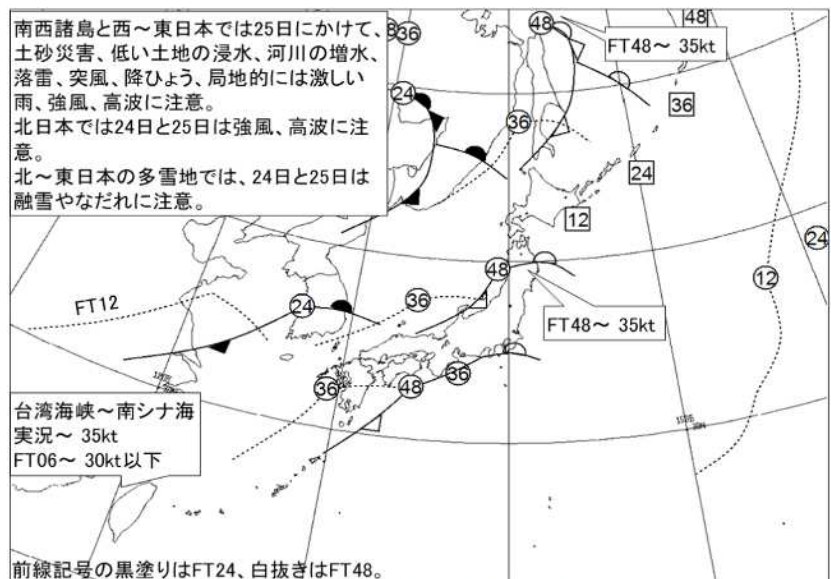 南西諸島と西～東日本では25日にかけて、
土砂災害、低い土地の浸水、河川の増水、
落雷、突風、降ひょう、局地的には激しい
雨、強風、高波に注意。
北日本では24日と25日は強風、高波に注
意。
北～東日本の多雪地では、24日と25日は
融雪やなだれに注意。
36
48
48
FT48～ 35kt
24
36
36
24
12
24
12
48
FT12
24
36
FT48～ 35kt
36
48
36
台湾海峡～南シナ海
実況～ 35kt
FT06～ 30kt以下
前線記号の黒塗りはFT24、白抜きはFT48。